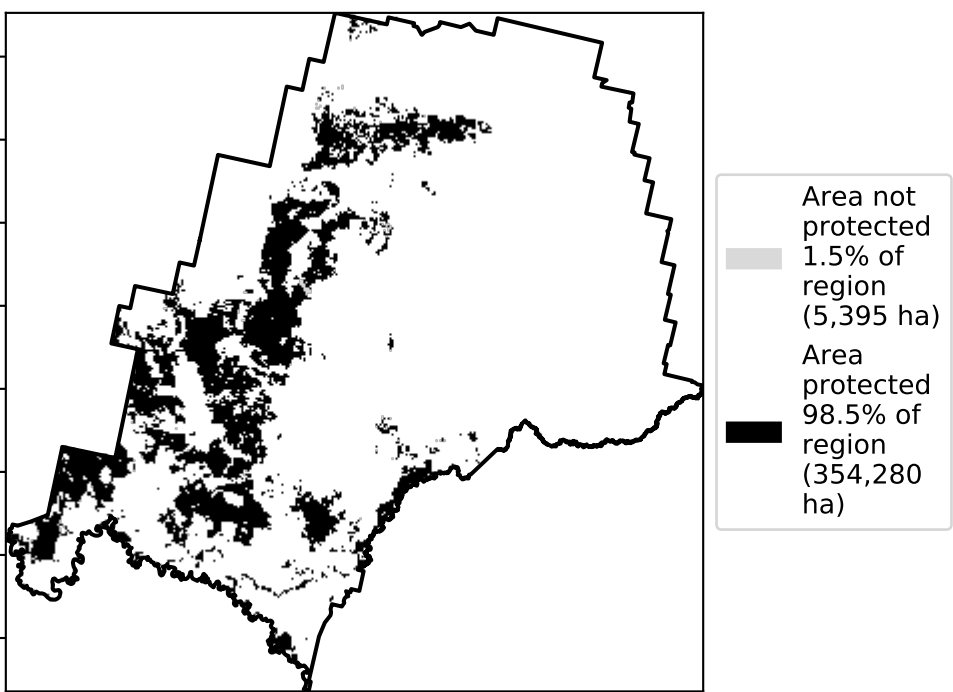 Area not
protected
1.5% of
region
(5,395 ha)
Area
protected
98.5% of
region
(354,280
ha)